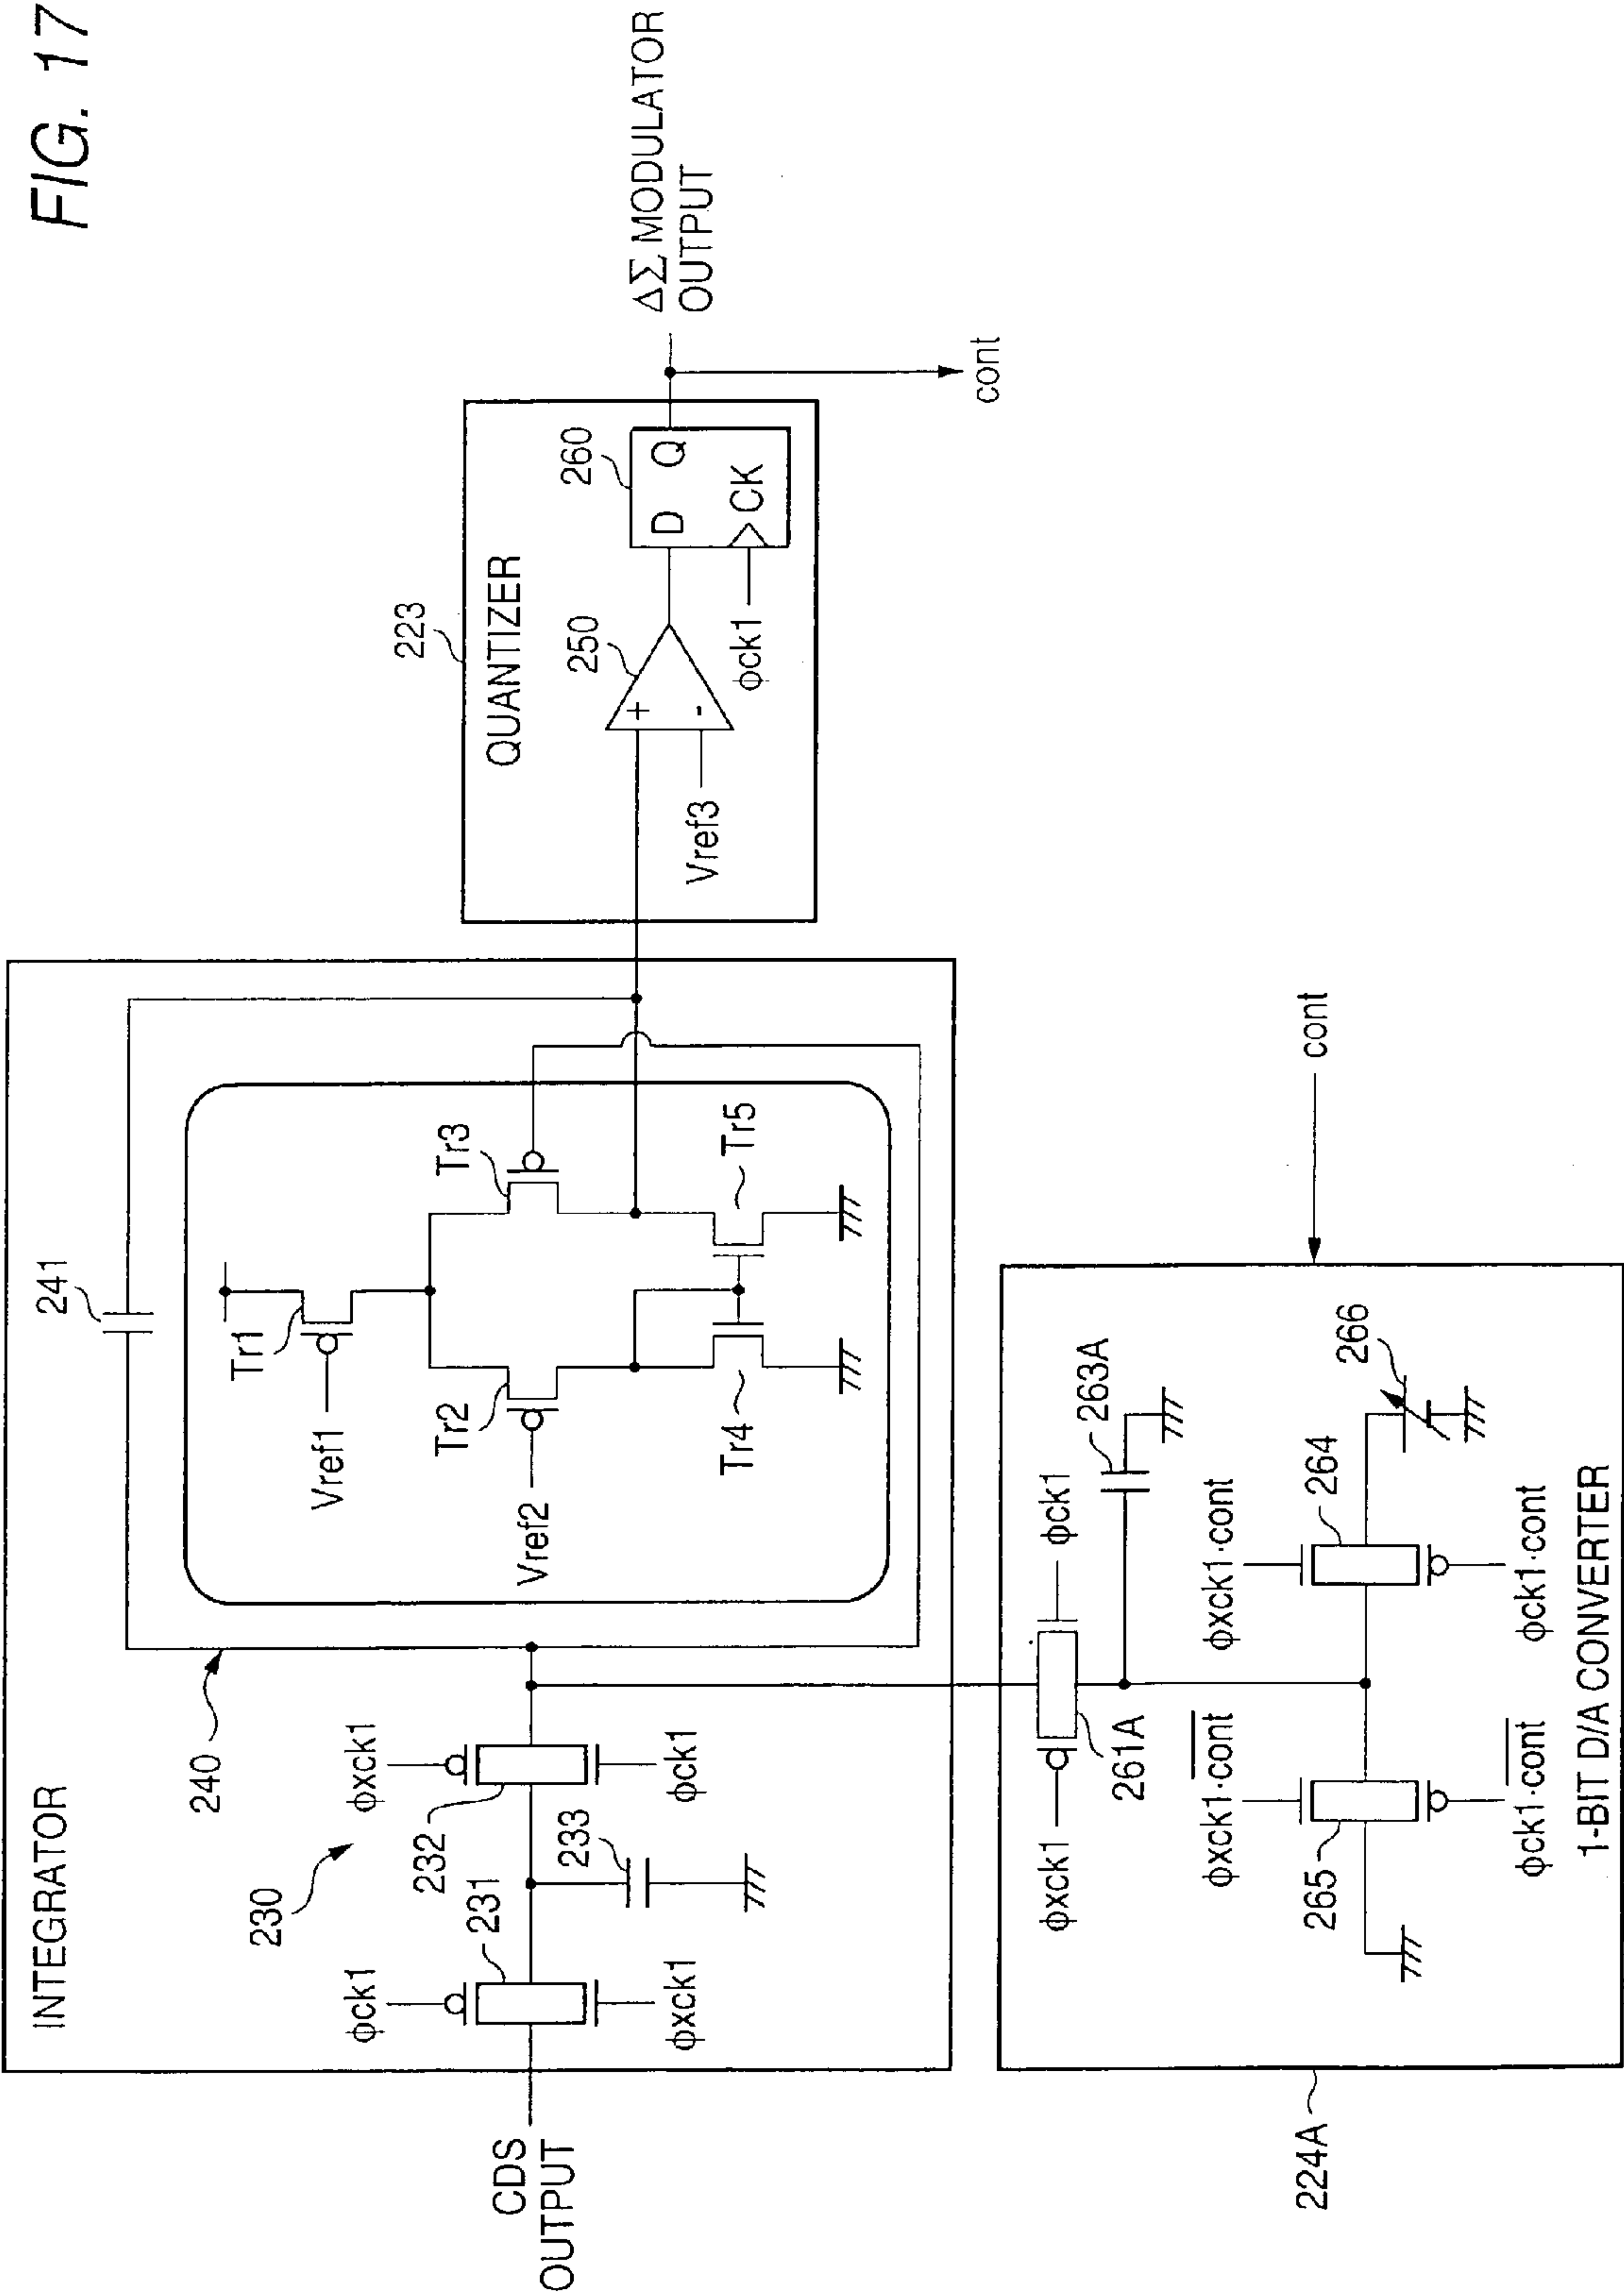 FIG. 17
INTEGRATOR
240
241
230
φck1
231
φxck1
φxck1
232
φck1
233
CDS
OUTPUT
Vref1
Tr1
Vref2
Tr2
Tr3
Tr4
Tr5
223
QUANTIZER
250
+
-
Vref3
260
D
Q
CK
φck1
ΔΣ MODULATOR
OUTPUT
cont
224A
φxck1
261A
φck1
263A
φxck1·c̅o̅n̅t̅
265
φck1·c̅o̅n̅t̅
φxck1·cont
264
φck1·cont
266
cont
1-BIT D/A CONVERTER